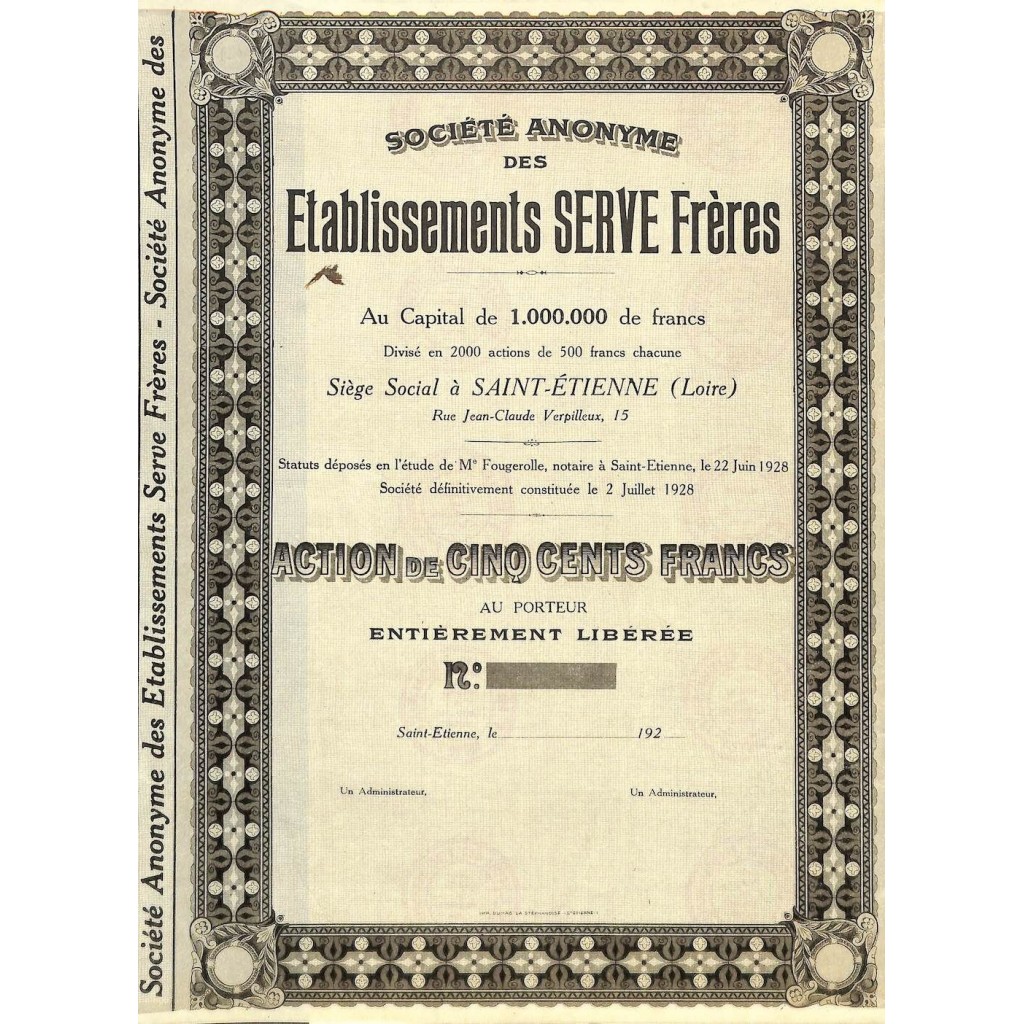 Société Anonyme des Etablissements Serve Frères - Société Anonyme des
SOCIÉTÉ ANONYME
DES
Etablissements SERVE Frères
Au Capital de 1.000.000 de francs
Divisé en 2000 actions de 500 francs chacune
Siège Social à SAINT-ÉTIENNE (Loire)
Rue Jean-Claude Verpilleux, 15
Statuts déposés en l'étude de Me Fougerolle, notaire à Saint-Etienne, le 22 Juin 1928
Société définitivement constituée le 2 Juillet 1928
ACTION DE CINQ CENTS FRANCS
AU PORTEUR
ENTIÈREMENT LIBÉRÉE
No:
Saint-Etienne, le 192
Un Administrateur,
Un Administrateur,